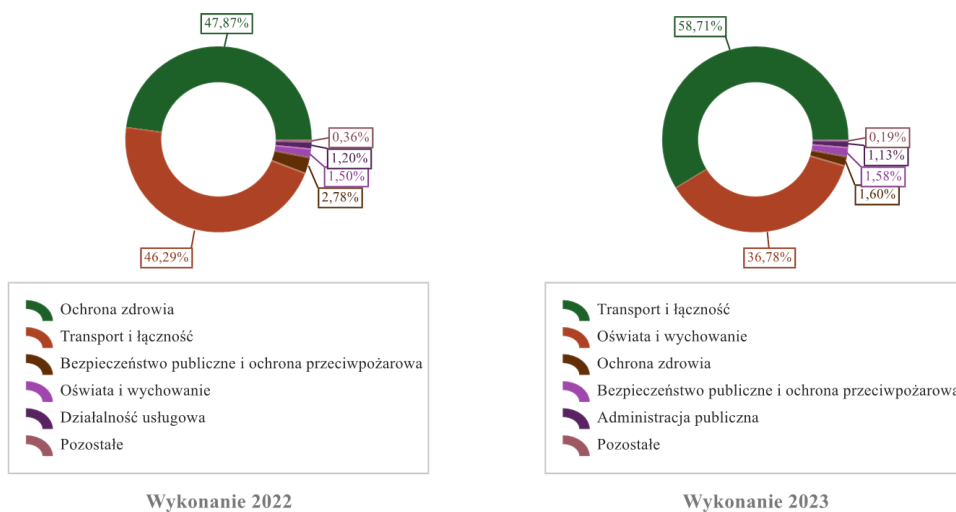 47,87%
0,36%
1,20%
1,50%
2,78%
46,29%
Ochrona zdrowia
Transport i łączność
Bezpieczeństwo publiczne i ochrona przeciwpożarowa
Oświata i wychowanie
Działalność usługowa
Pozostałe
Wykonanie 2022
58,71%
0,19%
1,13%
1,58%
1,60%
36,78%
Transport i łączność
Oświata i wychowanie
Ochrona zdrowia
Bezpieczeństwo publiczne i ochrona przeciwpożarowa
Administracja publiczna
Pozostałe
Wykonanie 2023